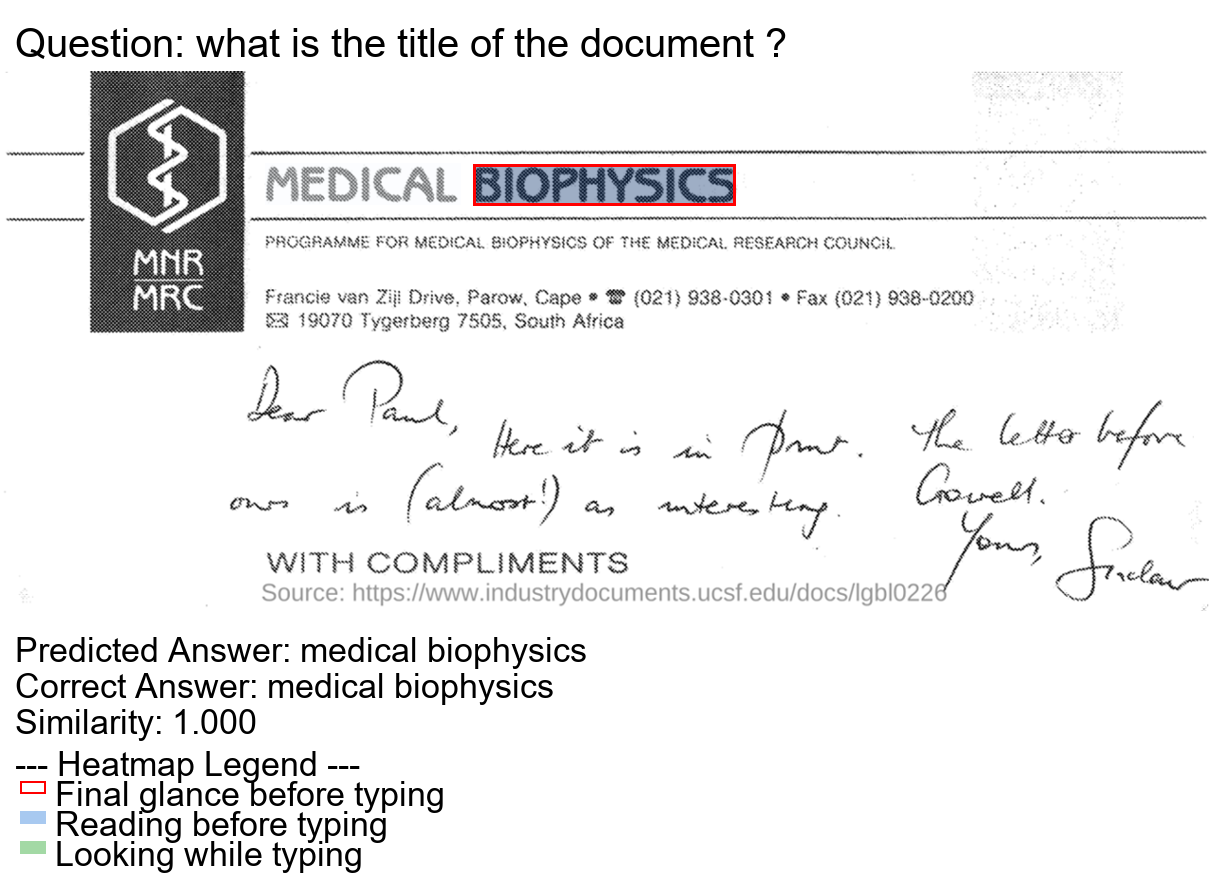 Question: what is the title of the document ?
MEDICAL BIOPHYSICS
PROGRAMME FOR MEDICAL BIOPHYSICS OF THE MEDICAL RESEARCH COUNCIL
MNR
MRC
Francie van Zijl Drive, Parow, Cape • ☎ (021) 938-0301 • Fax (021) 938-0200
✉ 19070 Tygerberg 7505, South Africa
Dear Paul,
Here it is in print. The letter before
ours is (almost!) as interesting.
Yours,
WITH COMPLIMENTS
Source: https://www.industrydocuments.ucsf.edu/docs/lgbl0226
Predicted Answer: medical biophysics
Correct Answer: medical biophysics
Similarity: 1.000
--- Heatmap Legend ---
Final glance before typing
Reading before typing
Looking while typing